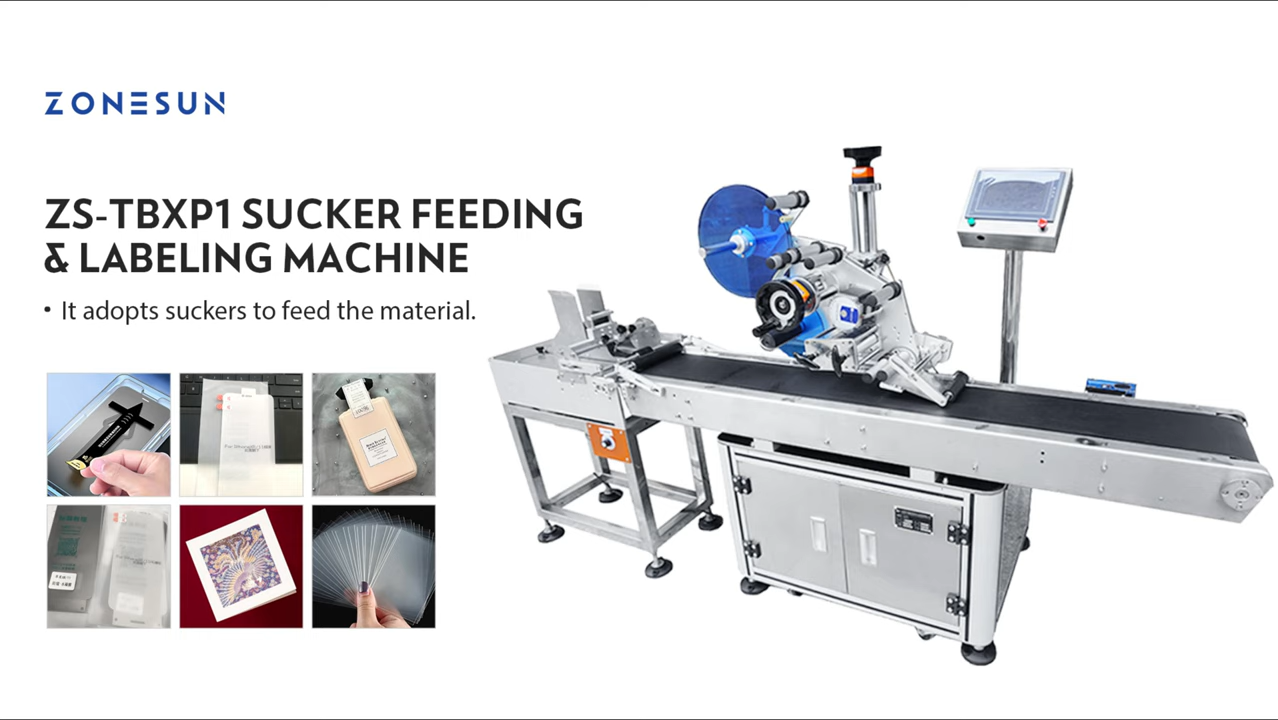 ZONESUN
ZS-TBXP1 SUCKER FEEDING
& LABELING MACHINE
• It adopts suckers to feed the material.